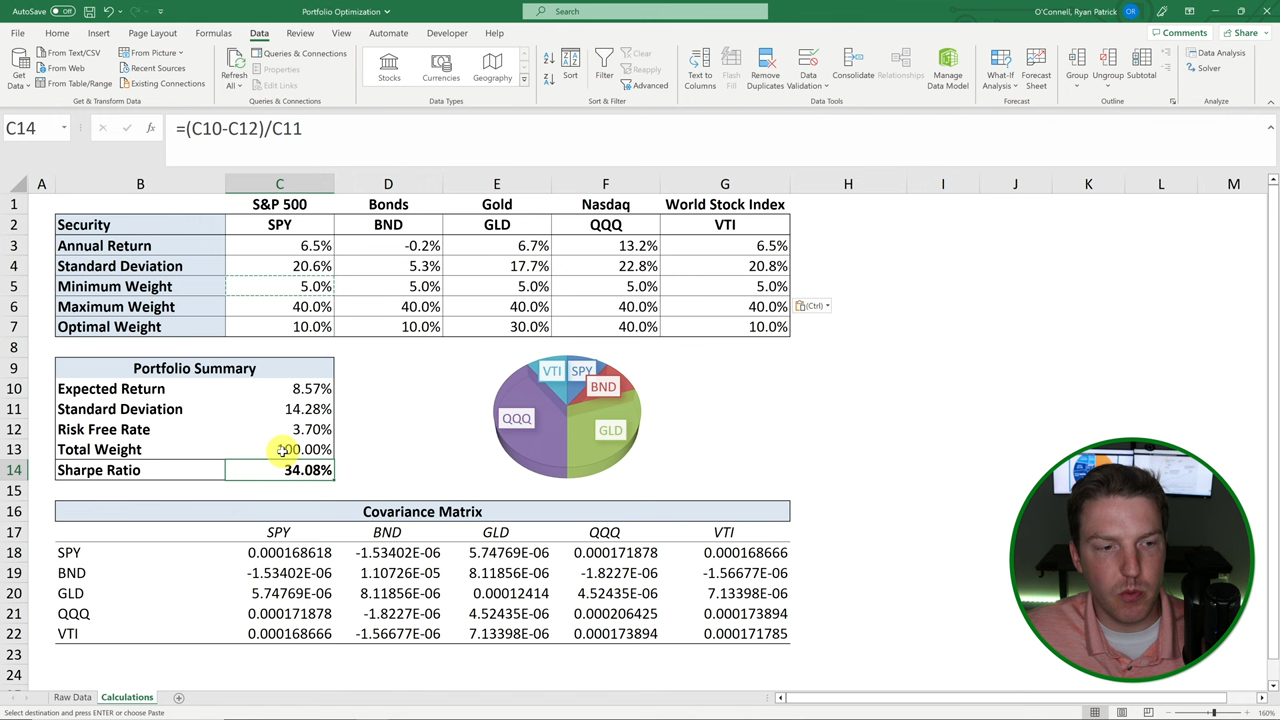 AutoSave Off
Portfolio Optimization
Search
O'Connell, Ryan Patrick OR
File Home Insert Page Layout Formulas Data Review View Automate Developer Help
Comments Share
Get Data
From Text/CSV
From Web
From Table/Range
From Picture
Recent Sources
Existing Connections
Get & Transform Data
Refresh All
Queries & Connections
Properties
Edit Links
Queries & Connections
Stocks Currencies Geography
Data Types
Sort
Filter
Clear
Reapply
Advanced
Sort & Filter
Text to Columns
Flash Fill
Remove Duplicates
Data Validation
Consolidate
Relationships
Manage Data Model
Data Tools
What-If Analysis
Forecast Sheet
Forecast
Group
Ungroup
Subtotal
Outline
Data Analysis
Solver
Analyze
C14 fx =(C10-C12)/C11
A B C D E F G H I J K L M
1 S&P 500 Bonds Gold Nasdaq World Stock Index
2 Security SPY BND GLD QQQ VTI
3 Annual Return 6.5% -0.2% 6.7% 13.2% 6.5%
4 Standard Deviation 20.6% 5.3% 17.7% 22.8% 20.8%
5 Minimum Weight 5.0% 5.0% 5.0% 5.0% 5.0%
6 Maximum Weight 40.0% 40.0% 40.0% 40.0% 40.0%
(Ctrl)
7 Optimal Weight 10.0% 10.0% 30.0% 40.0% 10.0%
8
9 Portfolio Summary
10 Expected Return 8.57%
11 Standard Deviation 14.28%
12 Risk Free Rate 3.70%
13 Total Weight 100.00%
14 Sharpe Ratio 34.08%
VTI SPY
BND
QQQ
GLD
15
16 Covariance Matrix
17 SPY BND GLD QQQ VTI
18 SPY 0.000168618 -1.53402E-06 5.74769E-06 0.000171878 0.000168666
19 BND -1.53402E-06 1.10726E-05 8.11856E-06 -1.8227E-06 -1.56677E-06
20 GLD 5.74769E-06 8.11856E-06 0.00012414 4.52435E-06 7.13398E-06
21 QQQ 0.000171878 -1.8227E-06 4.52435E-06 0.000206425 0.000173894
22 VTI 0.000168666 -1.56677E-06 7.13398E-06 0.000173894 0.000171785
23
24
Raw Data Calculations
Select destination and press ENTER or choose Paste
160%